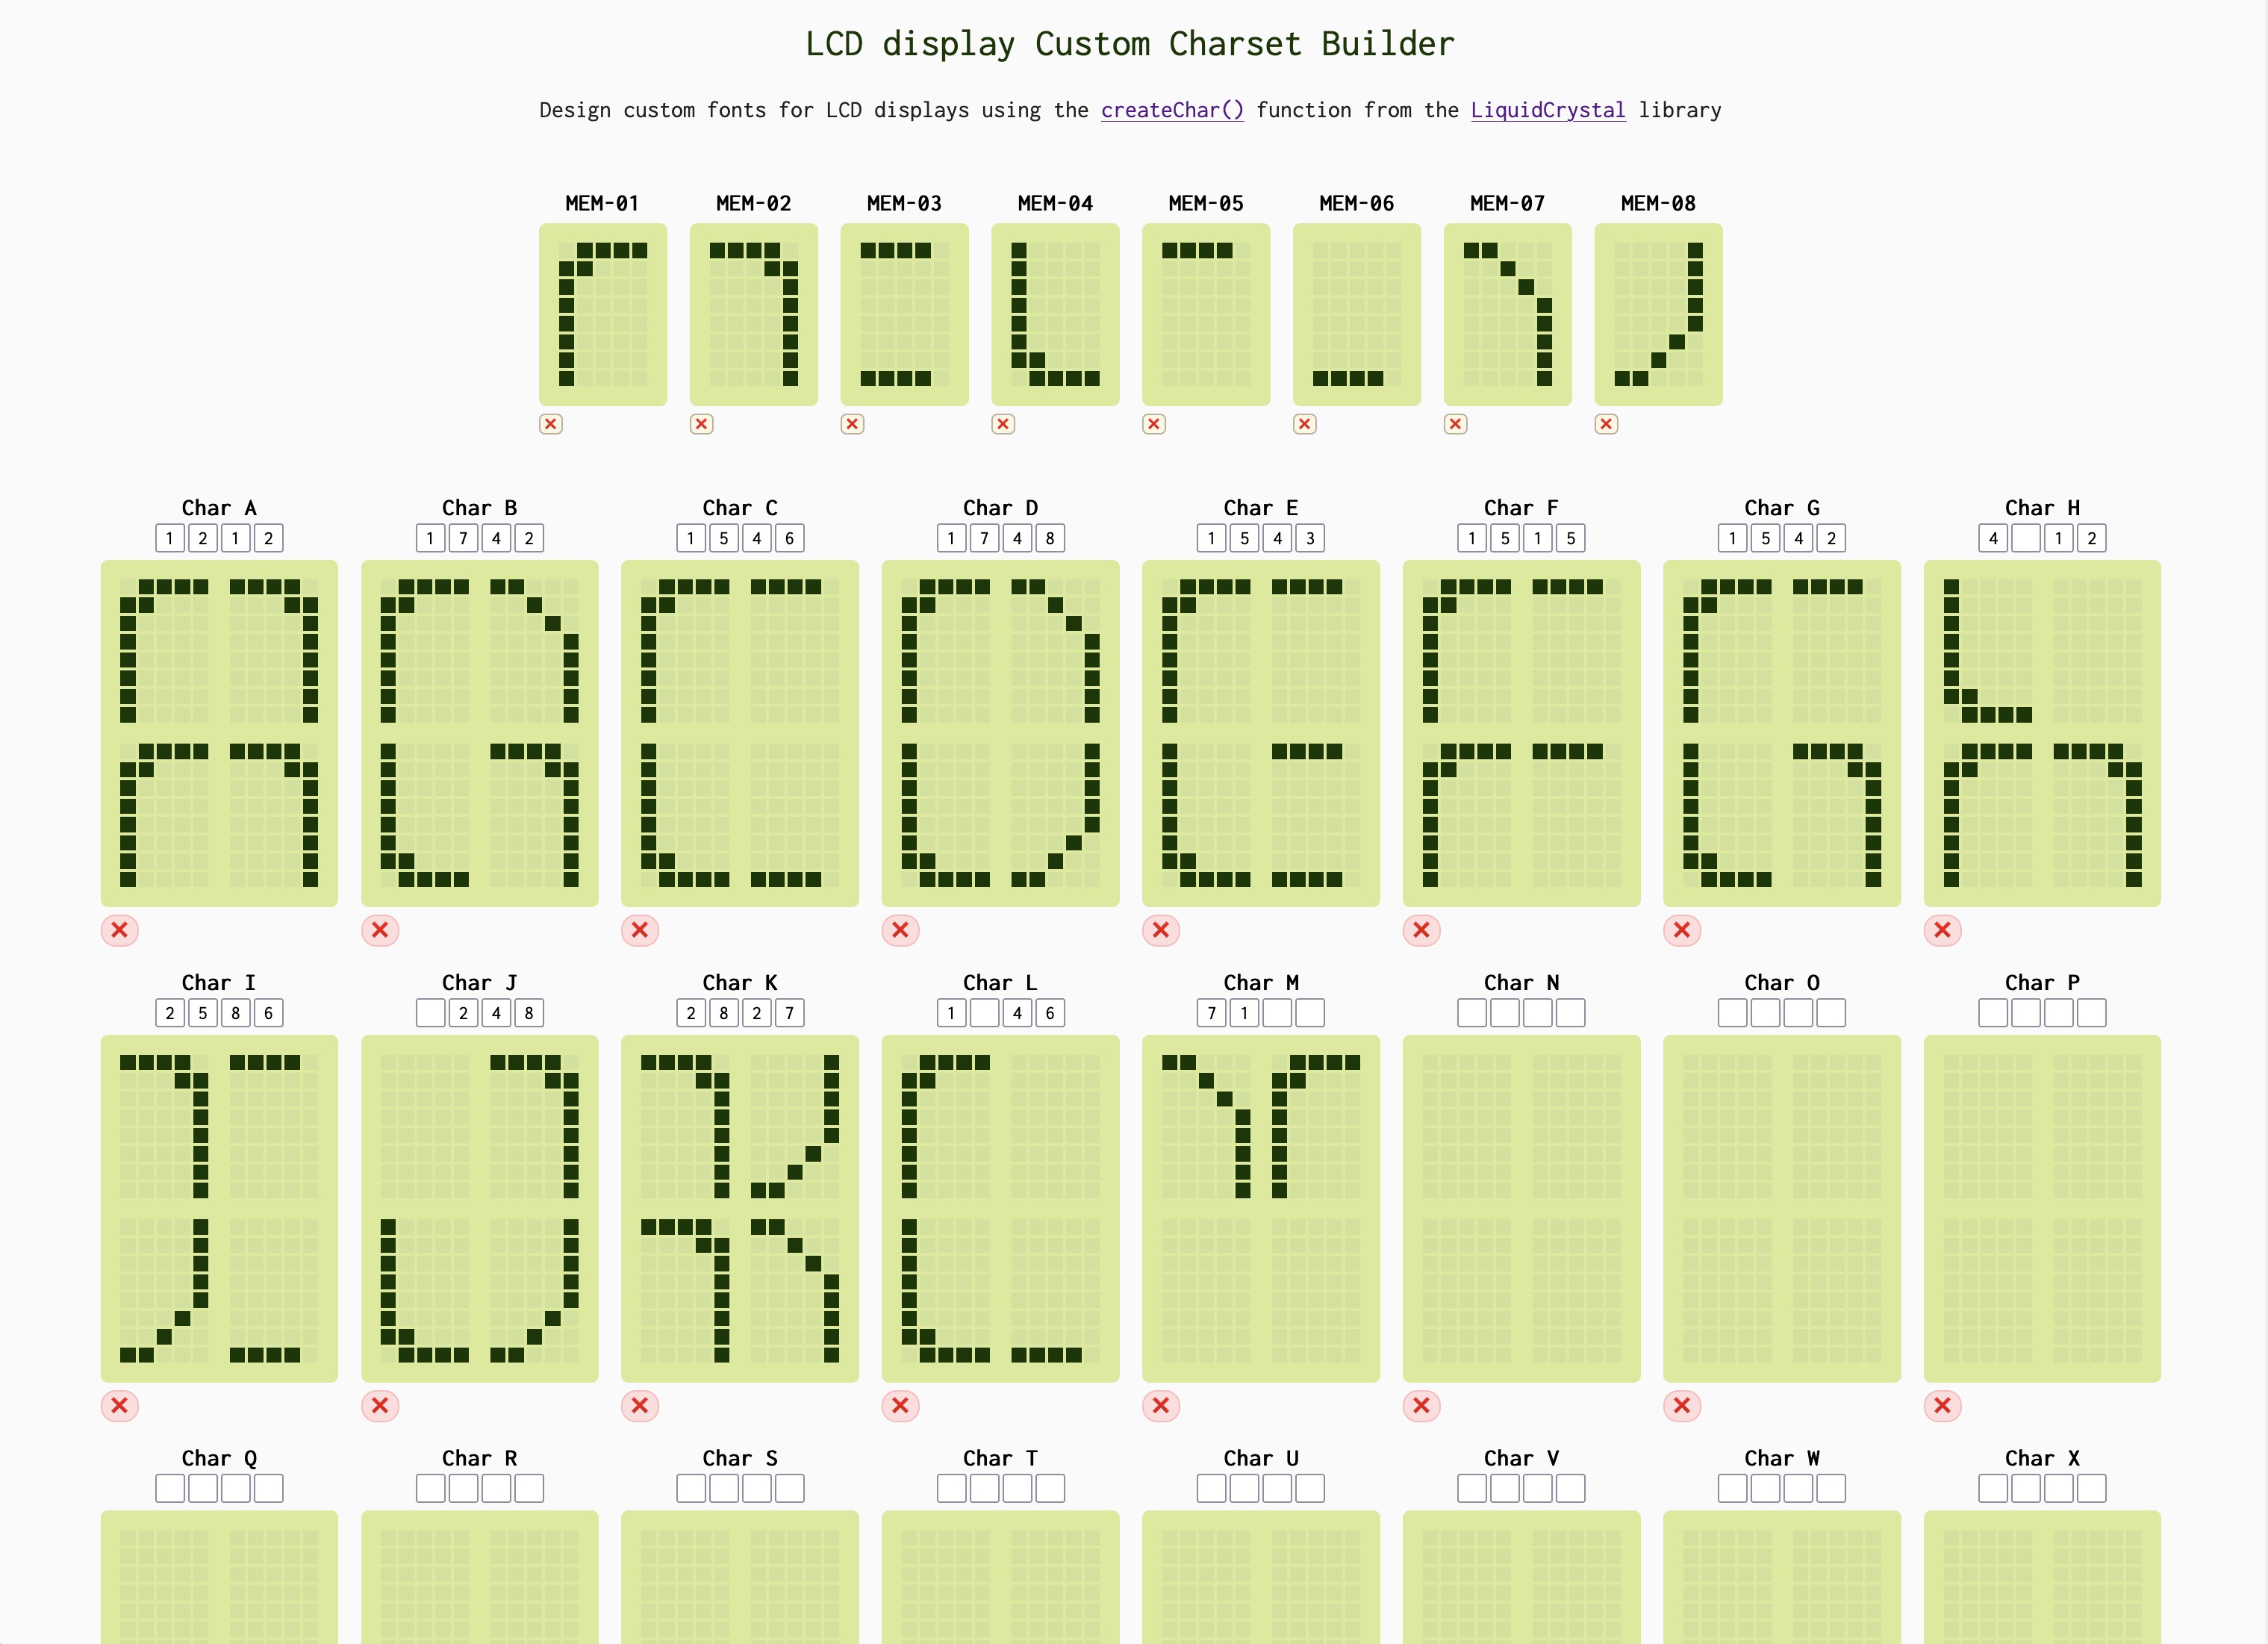 LCD display Custom Charset Builder
Design custom fonts for LCD displays using the createChar() function from the LiquidCrystal library
MEM-01 MEM-02 MEM-03 MEM-04 MEM-05 MEM-06 MEM-07 MEM-08
Char A Char B Char C Char D Char E Char F Char G Char H
1 2 1 2 1 7 4 2 1 5 4 6 1 7 4 8 1 5 4 3 1 5 1 5 1 5 4 2 4 1 2
Char I Char J Char K Char L Char M Char N Char O Char P
2 5 8 6 2 4 8 2 8 2 7 1 4 6 7 1
Char Q Char R Char S Char T Char U Char V Char W Char X